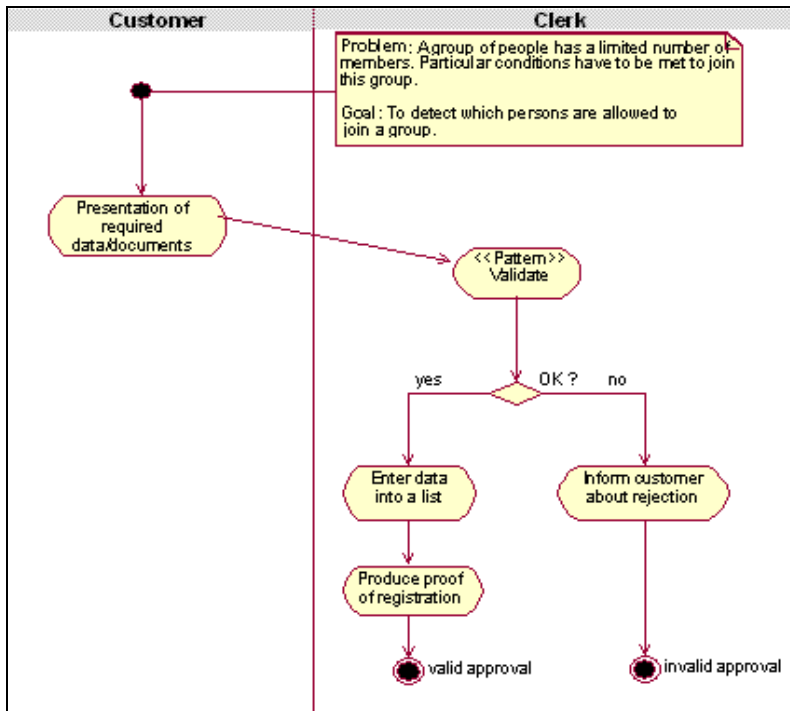 Customer
Clerk
Problem: A group of people has a limited number of
members. Particular conditions have to be met to join
this group.
Goal: To detect which persons are allowed to
join a group.
Presentation of
required
data/documents
<<Pattern>>
Validate
yes
OK ?
no
Enter data
into a list
Inform customer
about rejection
Produce proof
of registration
valid approval
invalid approval